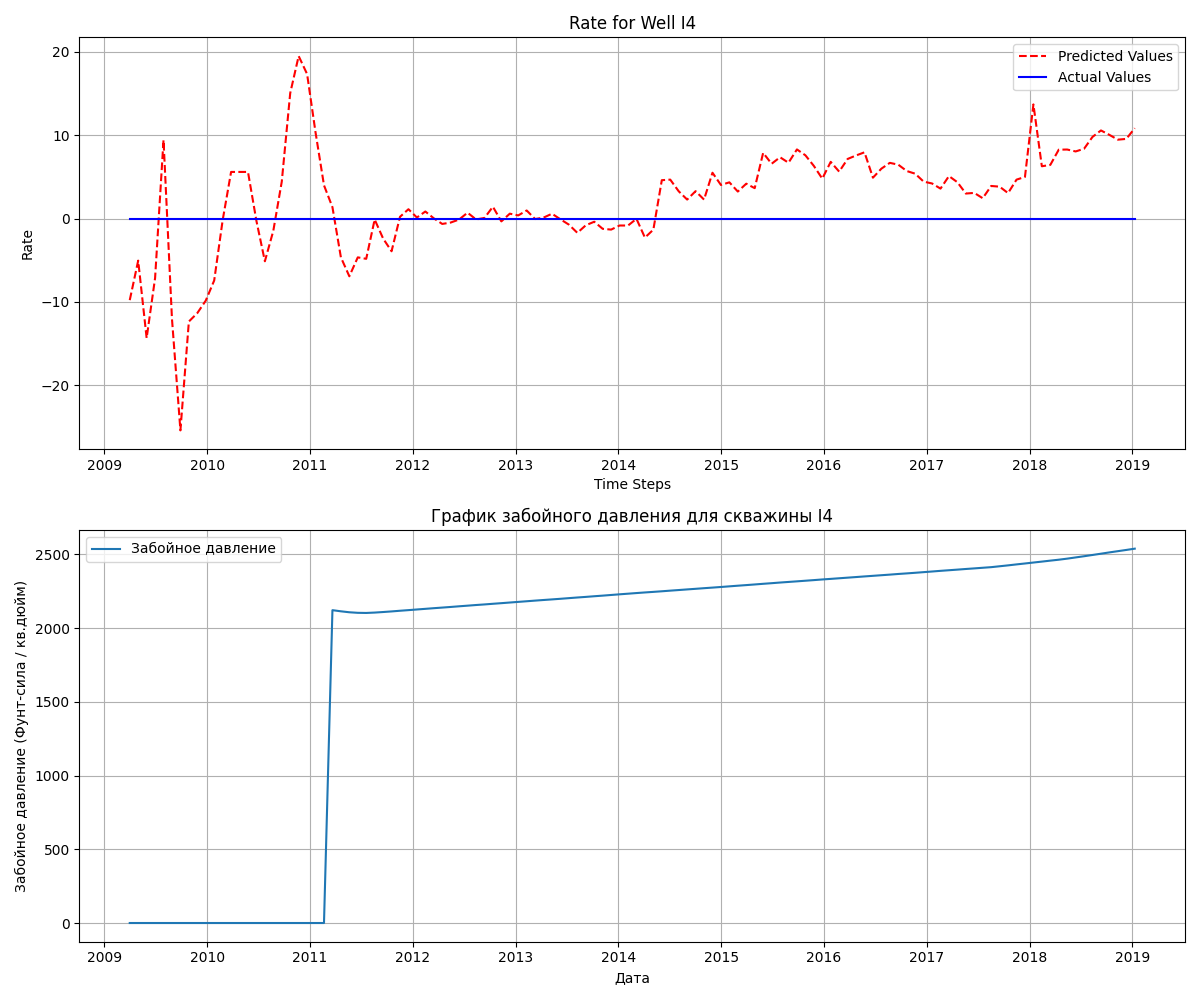 Rate for Well I4
Predicted Values
Actual Values
20
10
0
−10
−20
Rate
2009 2010 2011 2012 2013 2014 2015 2016 2017 2018 2019
Time Steps
График забойного давления для скважины I4
Забойное давление
2500
2000
1500
1000
500
0
Забойное давление (Фунт-сила / кв.дюйм)
2009 2010 2011 2012 2013 2014 2015 2016 2017 2018 2019
Дата